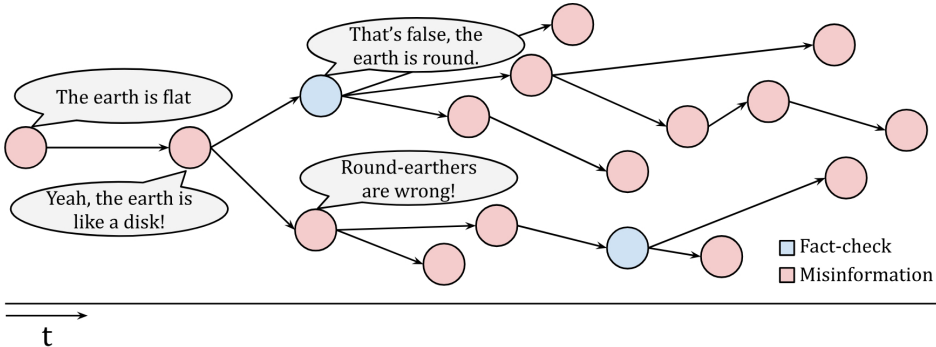 That's false, the
earth is round.
The earth is flat
Round-earthers
are wrong!
Yeah, the earth is
like a disk!
Fact-check
Misinformation
t